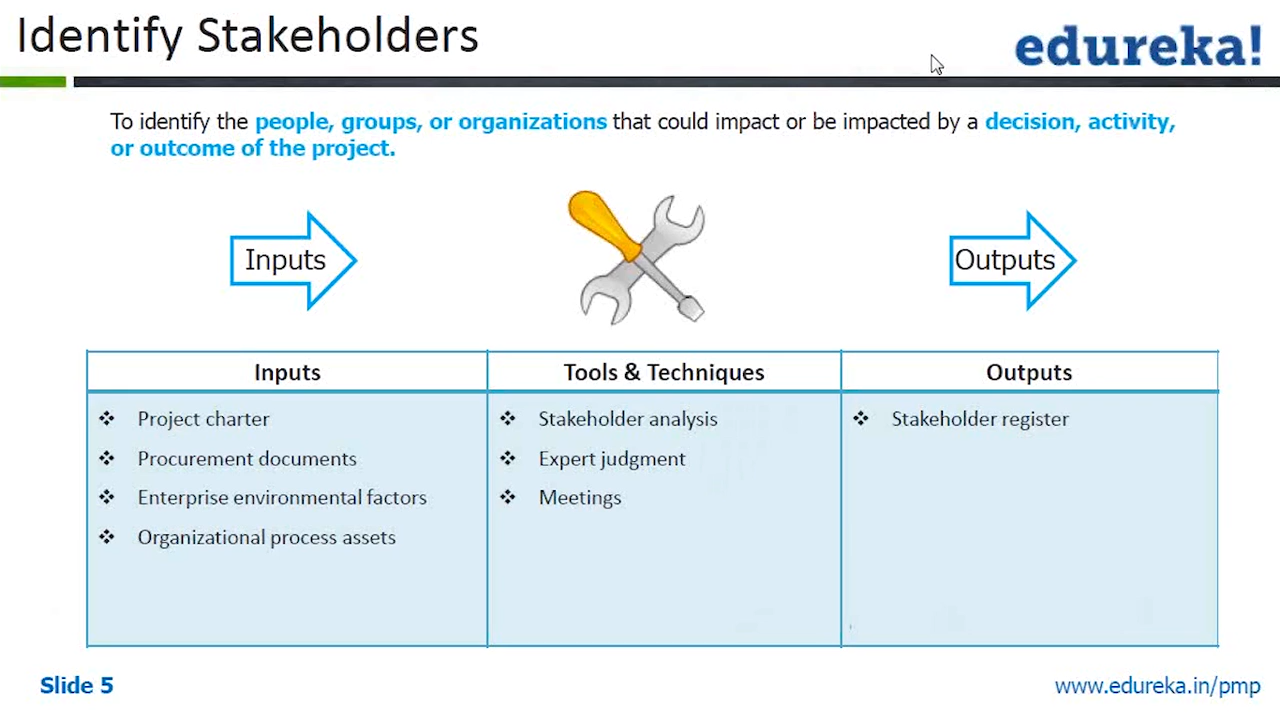 Identify Stakeholders
edureka!
To identify the people, groups, or organizations that could impact or be impacted by a decision, activity,
or outcome of the project.
Inputs
Outputs
Inputs
Tools & Techniques
Outputs
Project charter
Stakeholder analysis
Stakeholder register
Procurement documents
Expert judgment
Enterprise environmental factors
Meetings
Organizational process assets
Slide 5
www.edureka.in/pmp